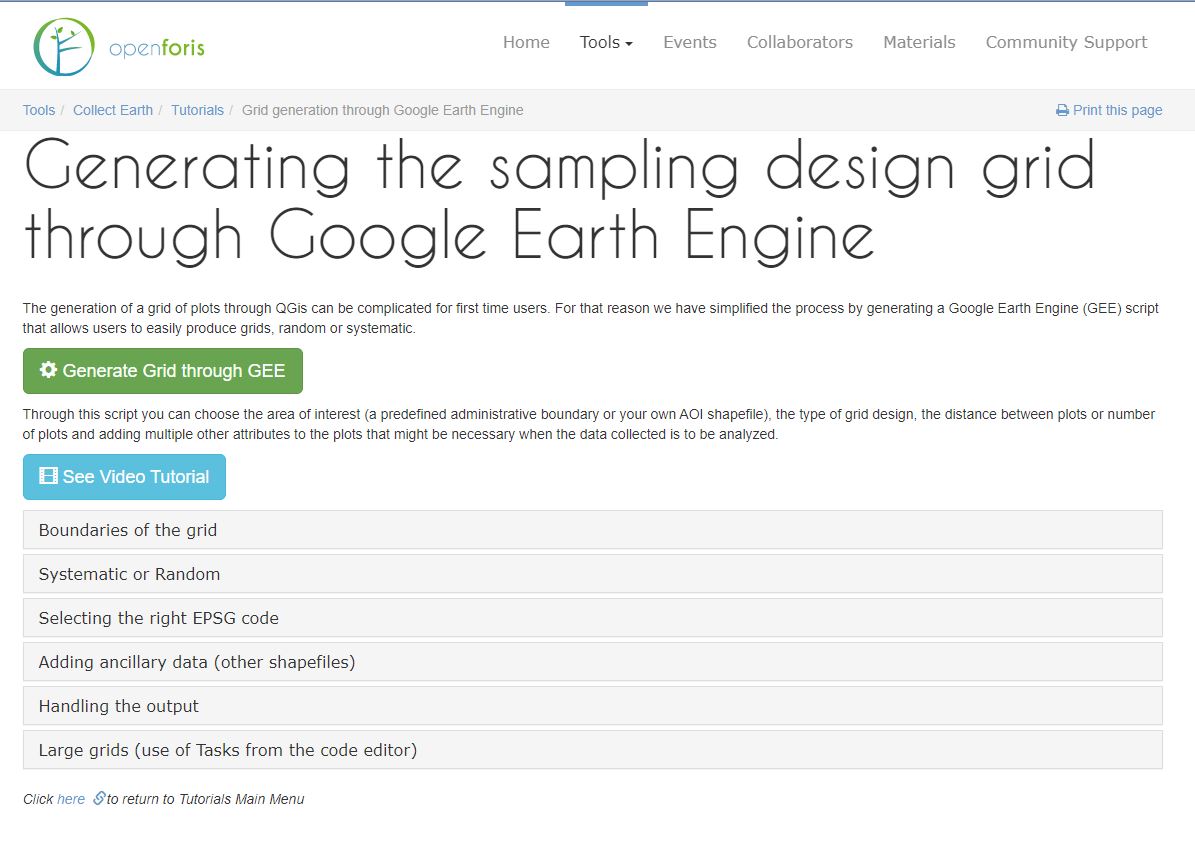 openforis
Home Tools Events Collaborators Materials Community Support
Tools / Collect Earth / Tutorials / Grid generation through Google Earth Engine Print this page
Generating the sampling design grid
through Google Earth Engine
The generation of a grid of plots through QGis can be complicated for first time users. For that reason we have simplified the process by generating a Google Earth Engine (GEE) script
that allows users to easily produce grids, random or systematic.
Generate Grid through GEE
Through this script you can choose the area of interest (a predefined administrative boundary or your own AOI shapefile), the type of grid design, the distance between plots or number
of plots and adding multiple other attributes to the plots that might be necessary when the data collected is to be analyzed.
See Video Tutorial
Boundaries of the grid
Systematic or Random
Selecting the right EPSG code
Adding ancillary data (other shapefiles)
Handling the output
Large grids (use of Tasks from the code editor)
Click here to return to Tutorials Main Menu